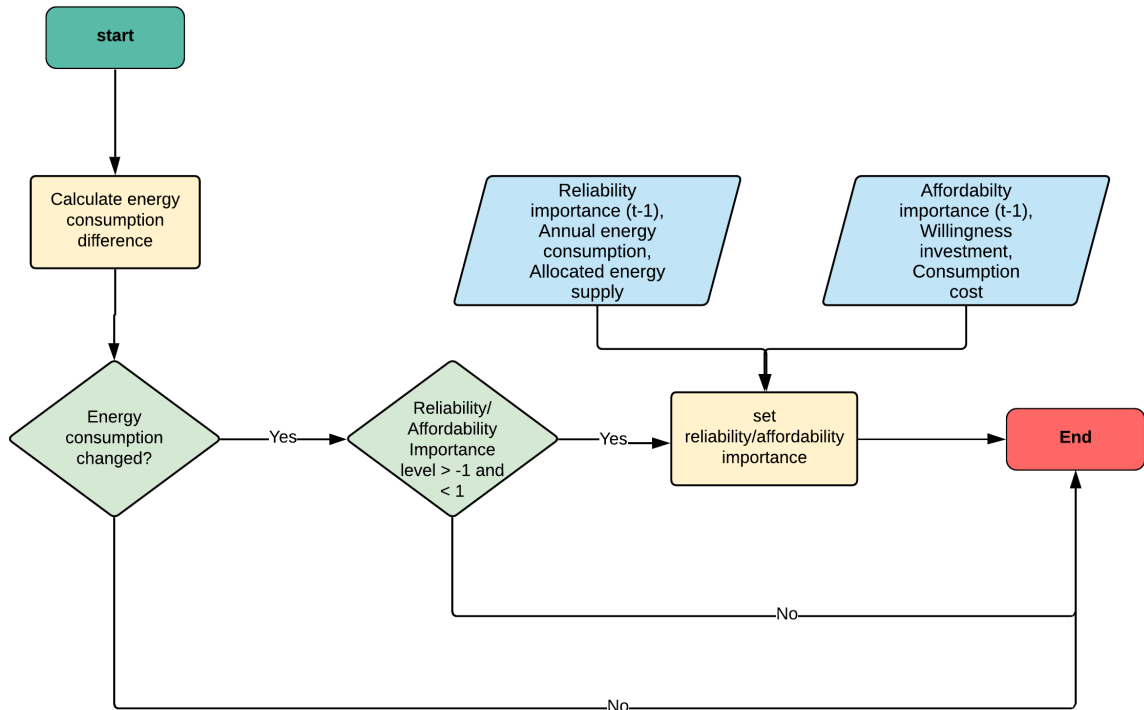 start
Calculate energy
consumption
difference
Reliability
importance (t-1),
Annual energy
consumption,
Allocated energy
supply
Affordabilty
importance (t-1),
Willingness
investment,
Consumption
cost
Energy
consumption
changed?
Yes
Reliability/
Affordability
Importance
level > -1 and
< 1
Yes
set
reliability/affordability
importance
End
No
No